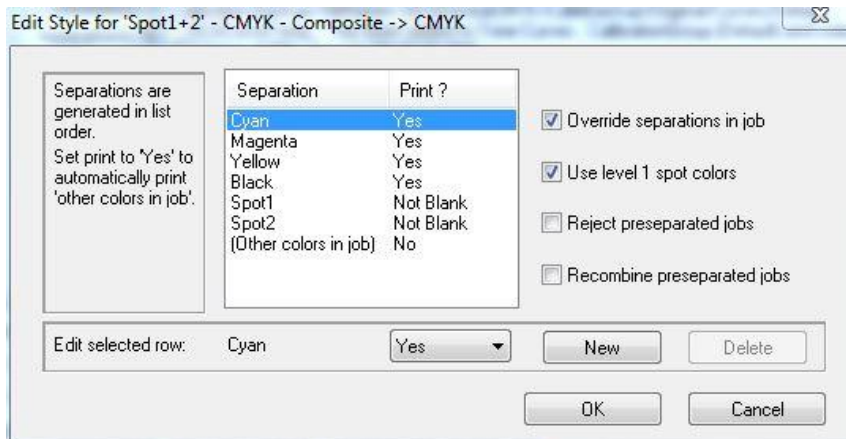 Edit Style for 'Spot1+2' - CMYK - Composite -> CMYK
Separations are
generated in list
order.
Set print to 'Yes' to
automatically print
'other colors in job'.
Separation Print ?
Cyan Yes
Magenta Yes
Yellow Yes
Black Yes
Spot1 Not Blank
Spot2 Not Blank
(Other colors in job) No
Override separations in job
Use level 1 spot colors
Reject preseparated jobs
Recombine preseparated jobs
Edit selected row: Cyan Yes New Delete
OK Cancel